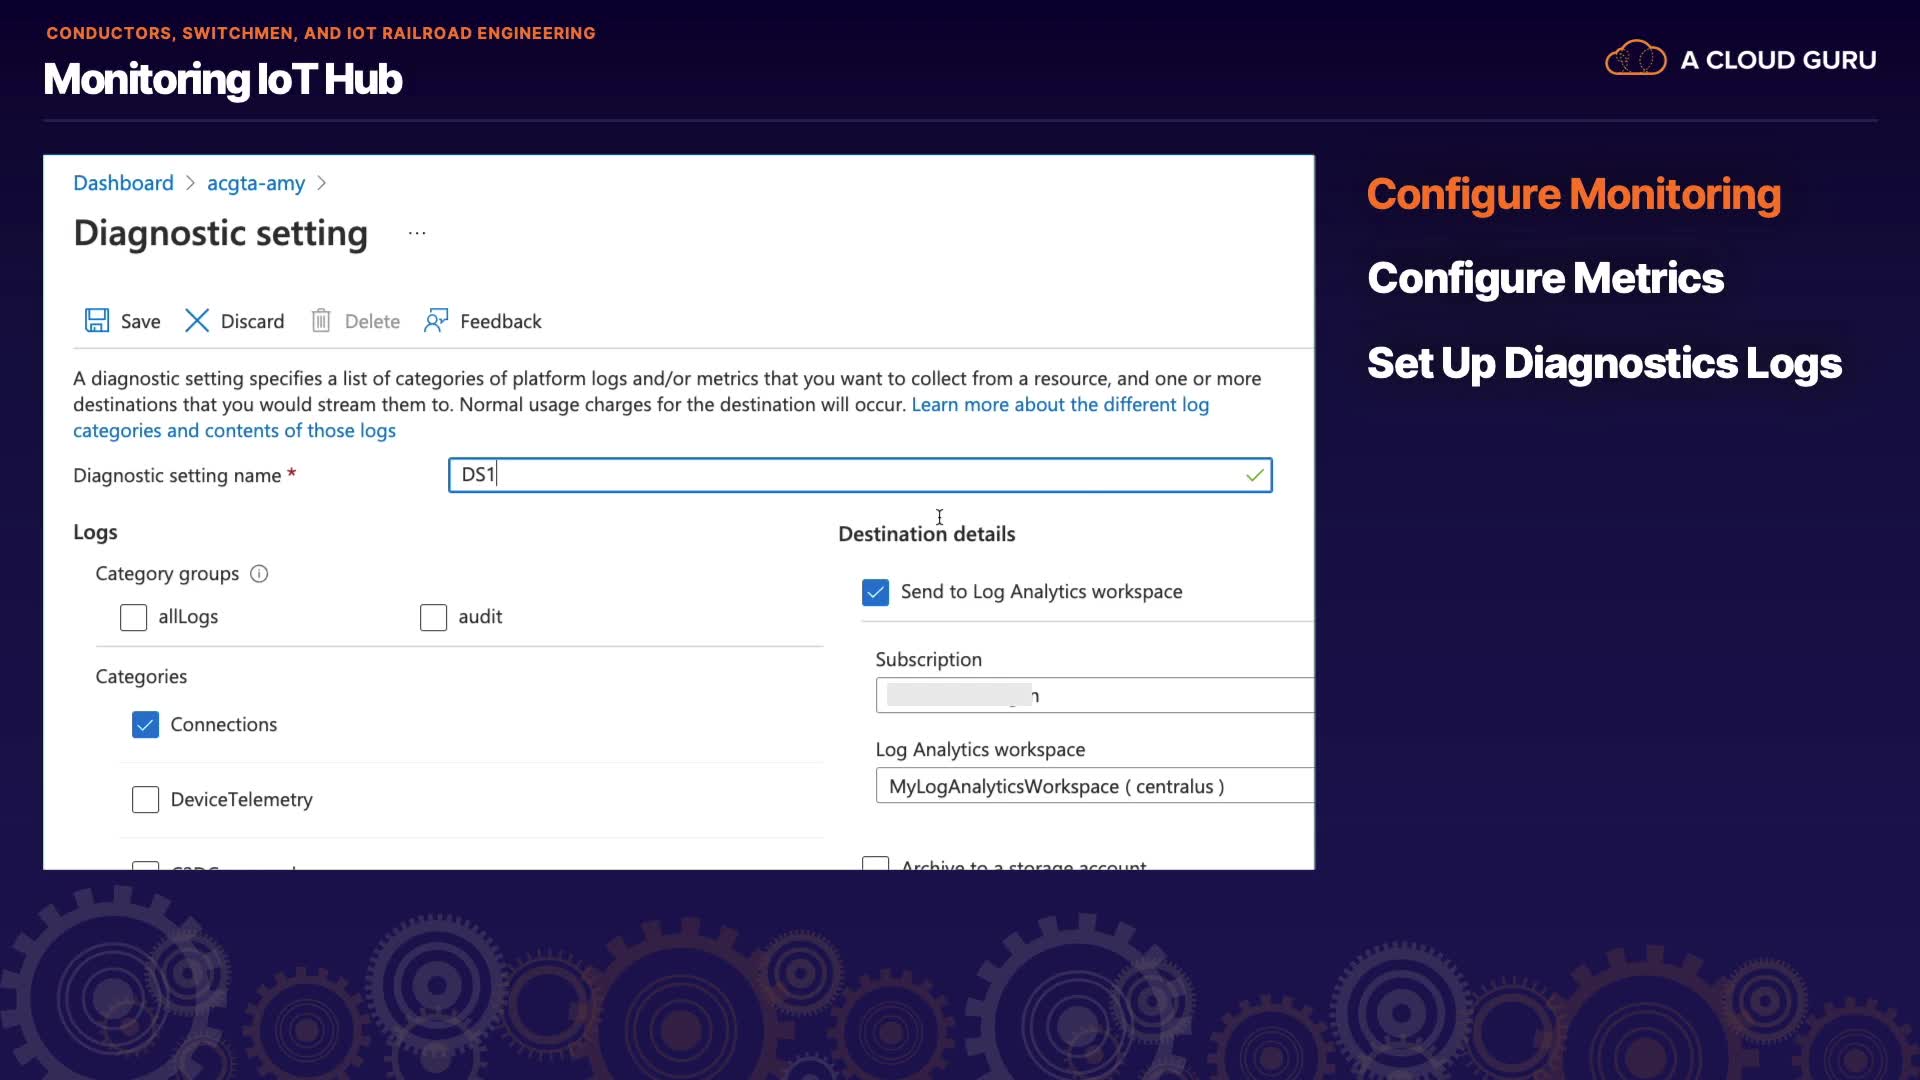 CONDUCTORS, SWITCHMEN, AND IOT RAILROAD ENGINEERING
Monitoring IoT Hub
A CLOUD GURU
Dashboard > acgta-amy >
Diagnostic setting ...
Save Discard Delete Feedback
A diagnostic setting specifies a list of categories of platform logs and/or metrics that you want to collect from a resource, and one or more
destinations that you would stream them to. Normal usage charges for the destination will occur. Learn more about the different log
categories and contents of those logs
Diagnostic setting name *
DS1
Logs
Category groups
allLogs
audit
Categories
Connections
DeviceTelemetry
Destination details
Send to Log Analytics workspace
Subscription
Log Analytics workspace
MyLogAnalyticsWorkspace ( centralus )
Archive to a storage account
Configure Monitoring
Configure Metrics
Set Up Diagnostics Logs